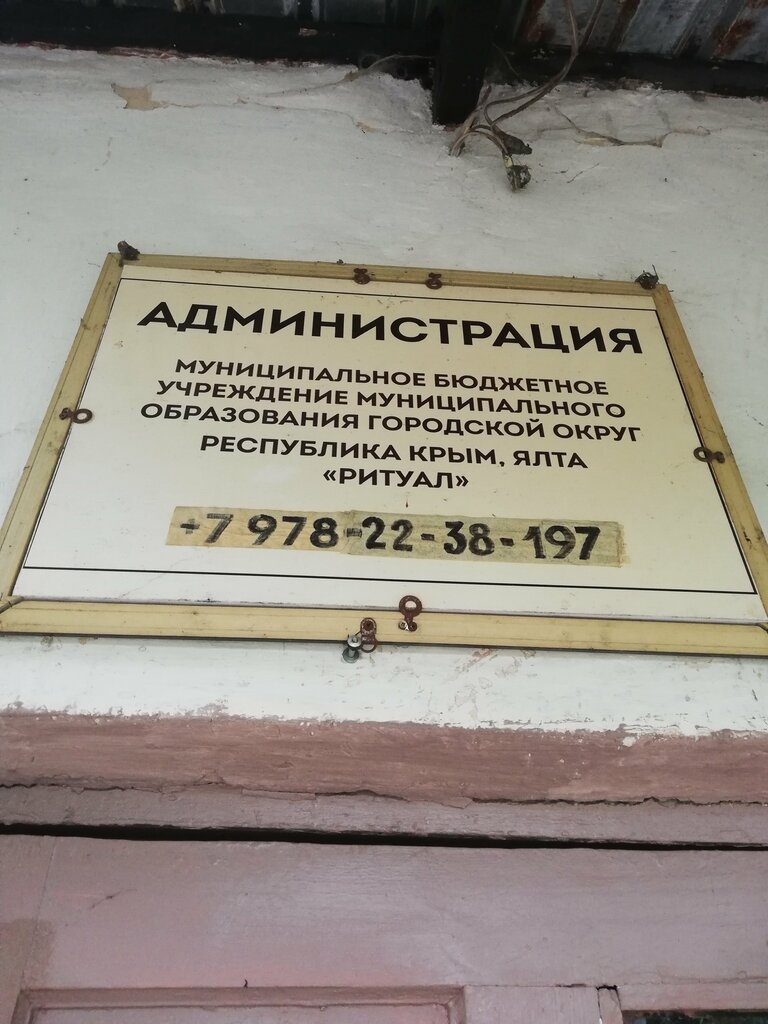 АДМИНИСТРАЦИЯ
МУНИЦИПАЛЬНОЕ БЮДЖЕТНОЕ
УЧРЕЖДЕНИЕ МУНИЦИПАЛЬНОГО
ОБРАЗОВАНИЯ ГОРОДСКОЙ ОКРУГ
РЕСПУБЛИКА КРЫМ, ЯЛТА
«РИТУАЛ»
+7 978-22-38-197